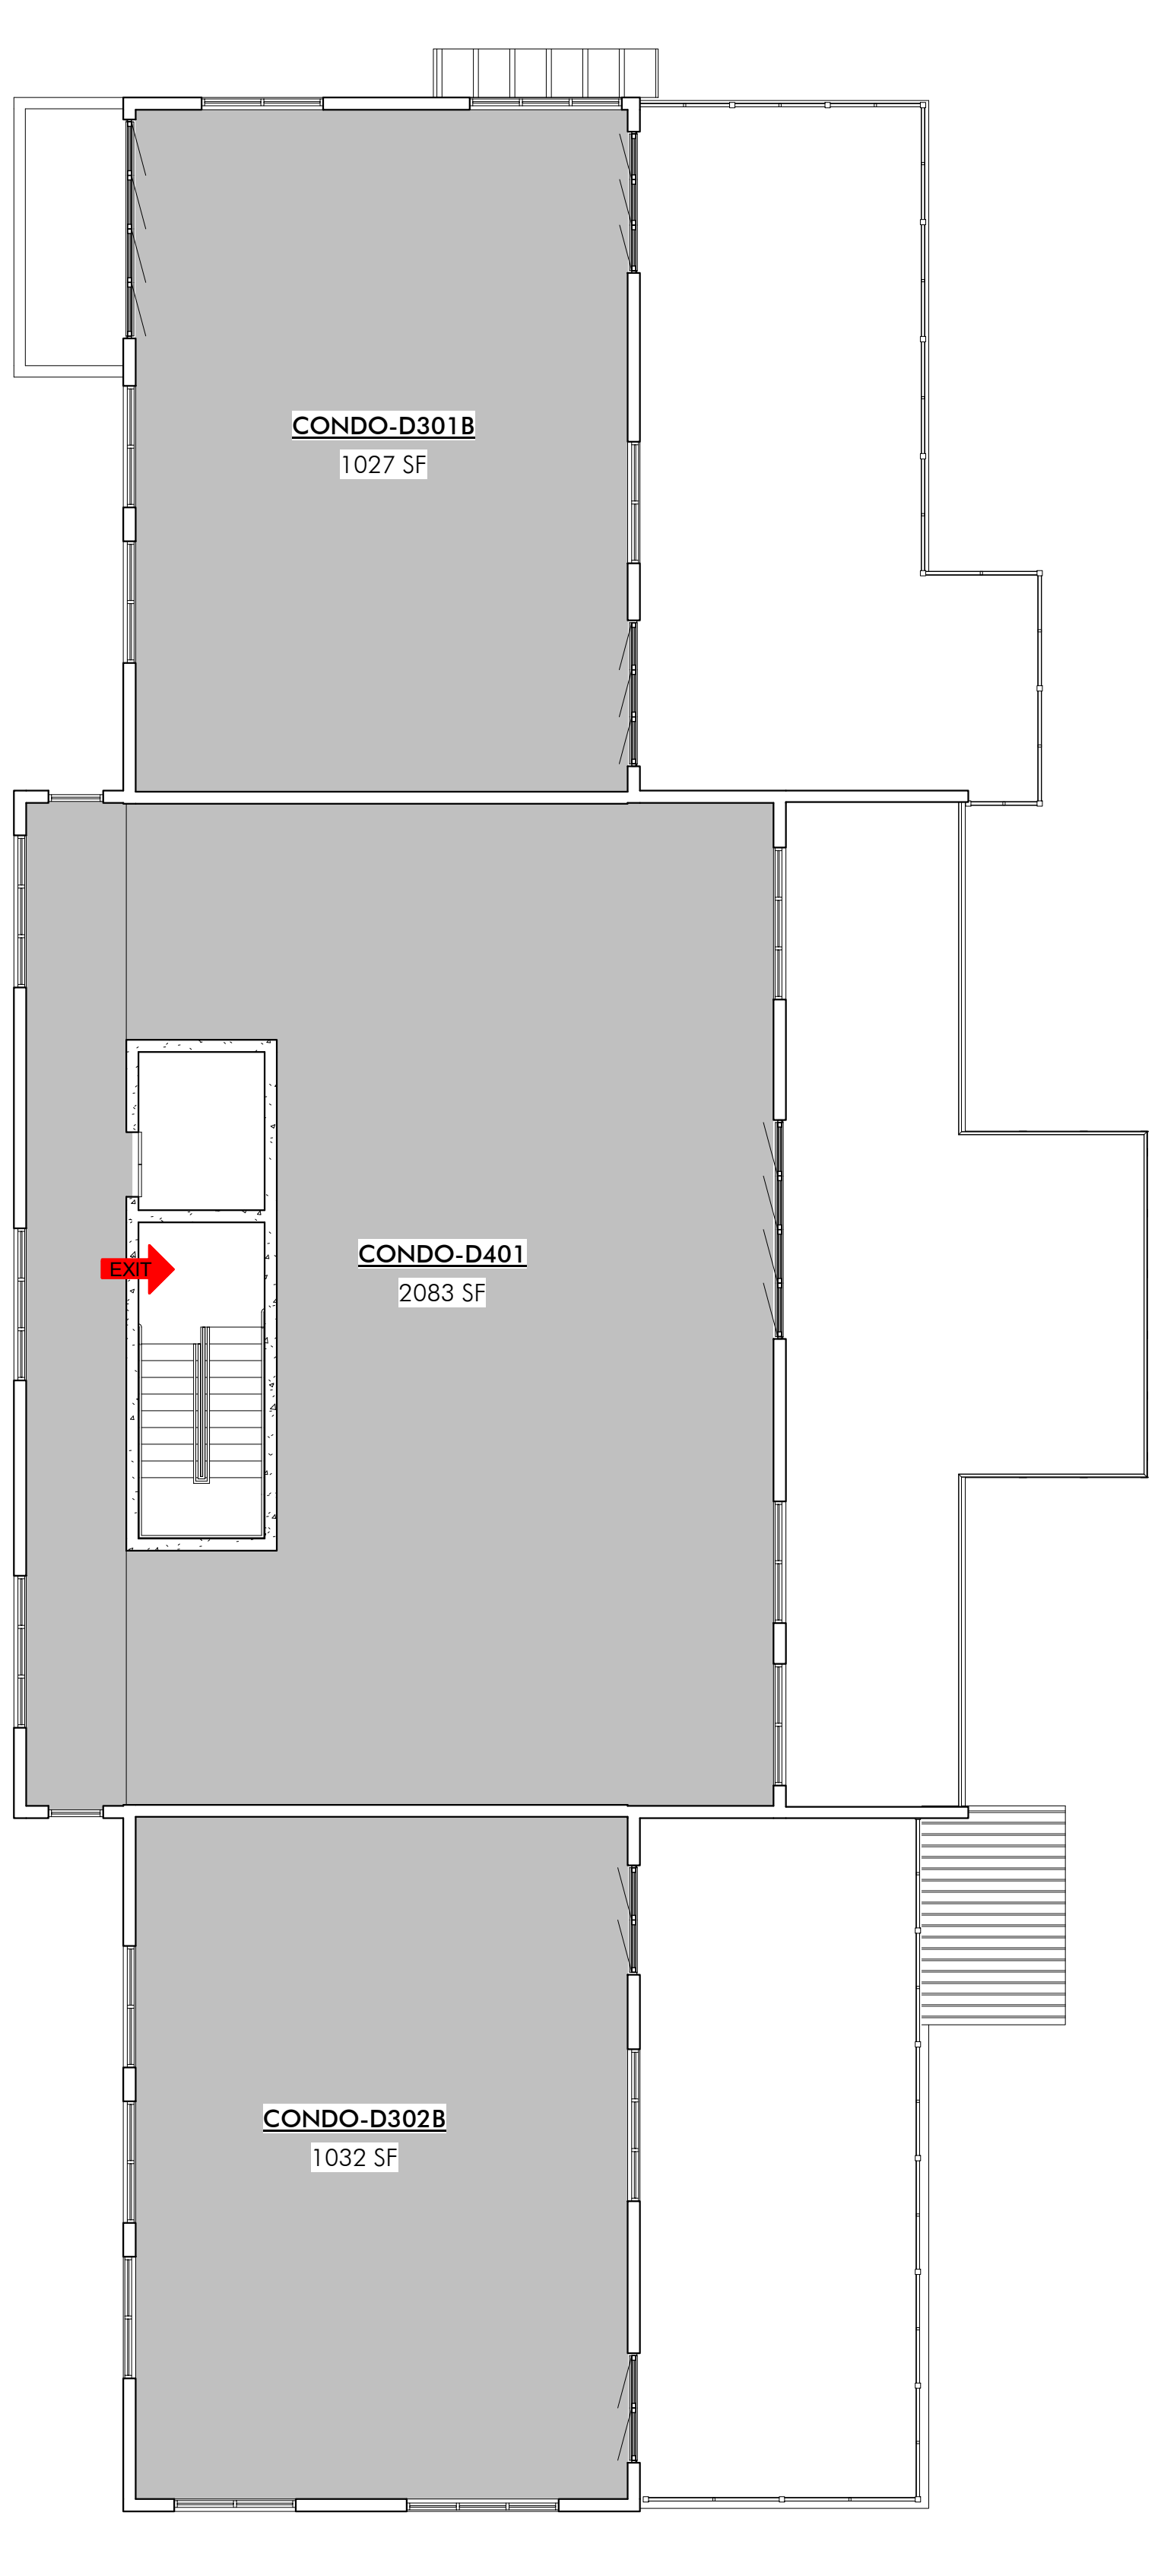 CONDO-D301B
1027 SF
CONDO-D401
2083 SF
EXIT
CONDO-D302B
1032 SF